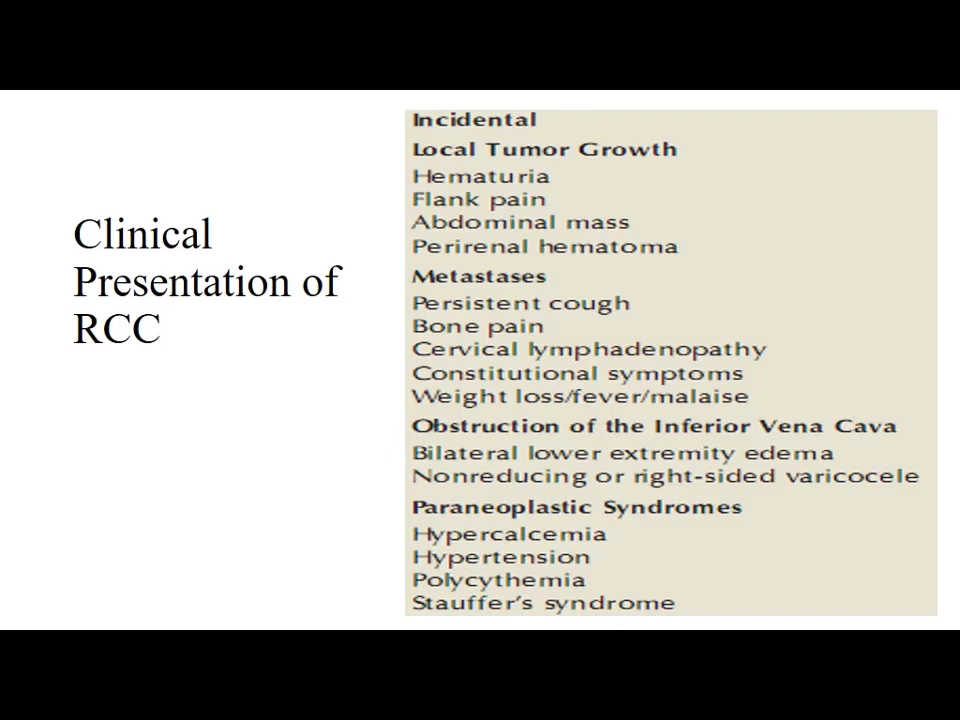 Clinical
Presentation of
RCC
Incidental
Local Tumor Growth
Hematuria
Flank pain
Abdominal mass
Perirenal hematoma
Metastases
Persistent cough
Bone pain
Cervical lymphadenopathy
Constitutional symptoms
Weight loss/fever/malaise
Obstruction of the Inferior Vena Cava
Bilateral lower extremity edema
Nonreducing or right-sided varicocele
Paraneoplastic Syndromes
Hypercalcemia
Hypertension
Polycythemia
Stauffer's syndrome